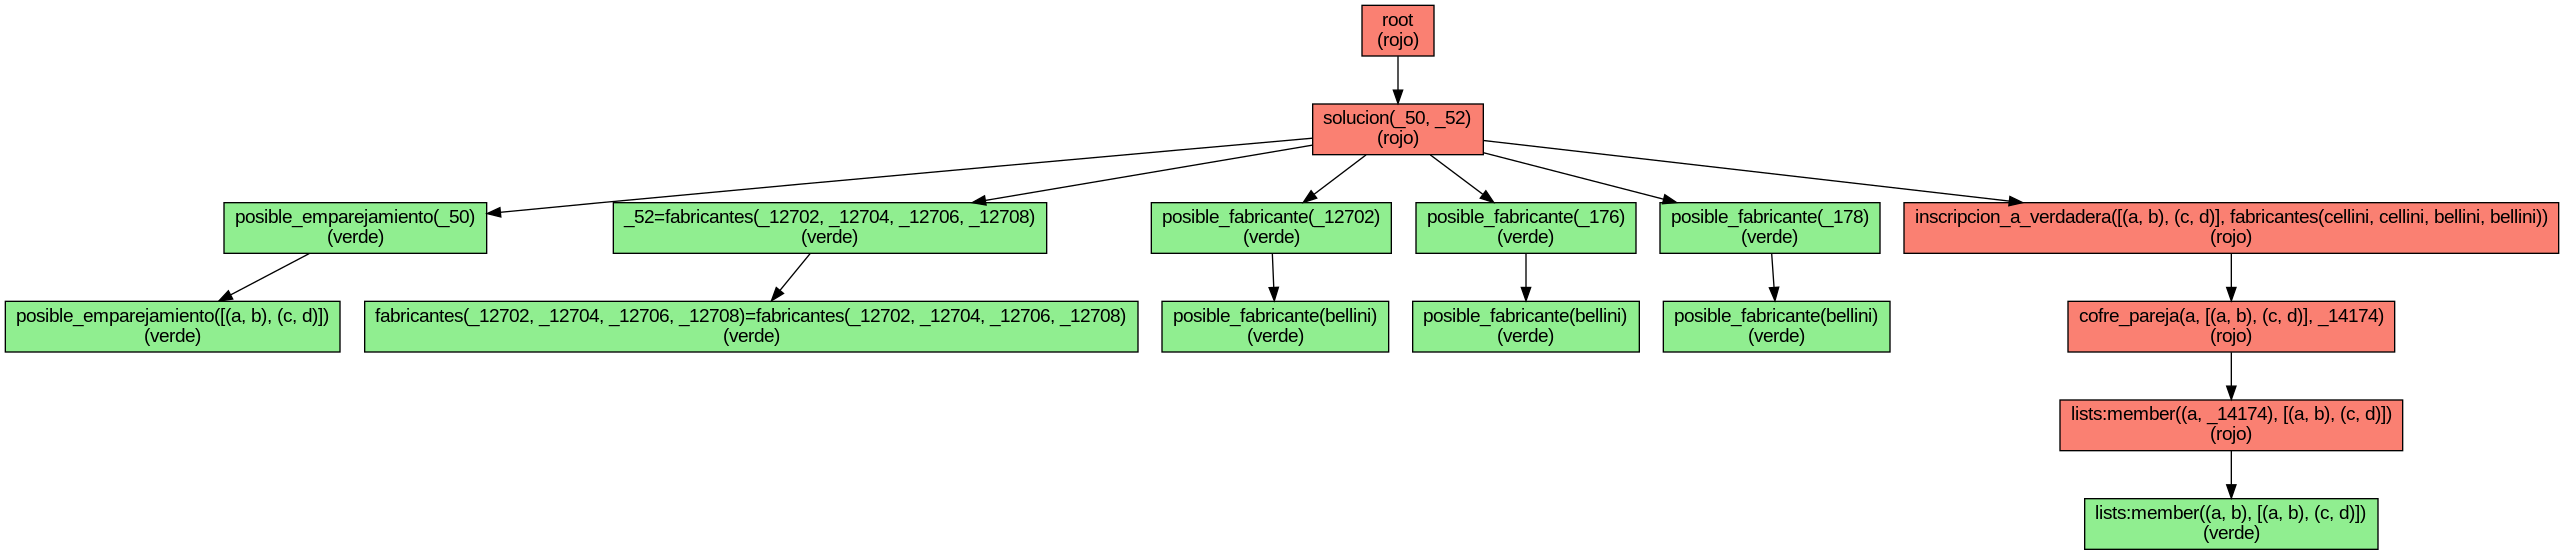 root
(rojo)
solucion(_50, _52)
(rojo)
posible_emparejamiento(_50)
(verde)
_52=fabricantes(_12702, _12704, _12706, _12708)
(verde)
posible_fabricante(_12702)
(verde)
posible_fabricante(_176)
(verde)
posible_fabricante(_178)
(verde)
inscripcion_a_verdadera([(a, b), (c, d)], fabricantes(cellini, cellini, bellini, bellini))
(rojo)
posible_emparejamiento([(a, b), (c, d)])
(verde)
fabricantes(_12702, _12704, _12706, _12708)=fabricantes(_12702, _12704, _12706, _12708)
(verde)
posible_fabricante(bellini)
(verde)
posible_fabricante(bellini)
(verde)
posible_fabricante(bellini)
(verde)
cofre_pareja(a, [(a, b), (c, d)], _14174)
(rojo)
lists:member((a, _14174), [(a, b), (c, d)])
(rojo)
lists:member((a, b), [(a, b), (c, d)])
(verde)